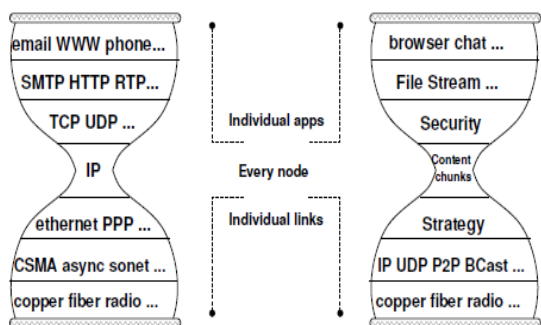 email WWW phone...
SMTP HTTP RTP...
TCP UDP ...
IP
ethernet PPP ...
CSMA async sonet ...
copper fiber radio ...
Individual apps
Every node
Individual links
browser chat ...
File Stream ...
Security
Content
chunks
Strategy
IP UDP P2P BCast ...
copper fiber radio ...